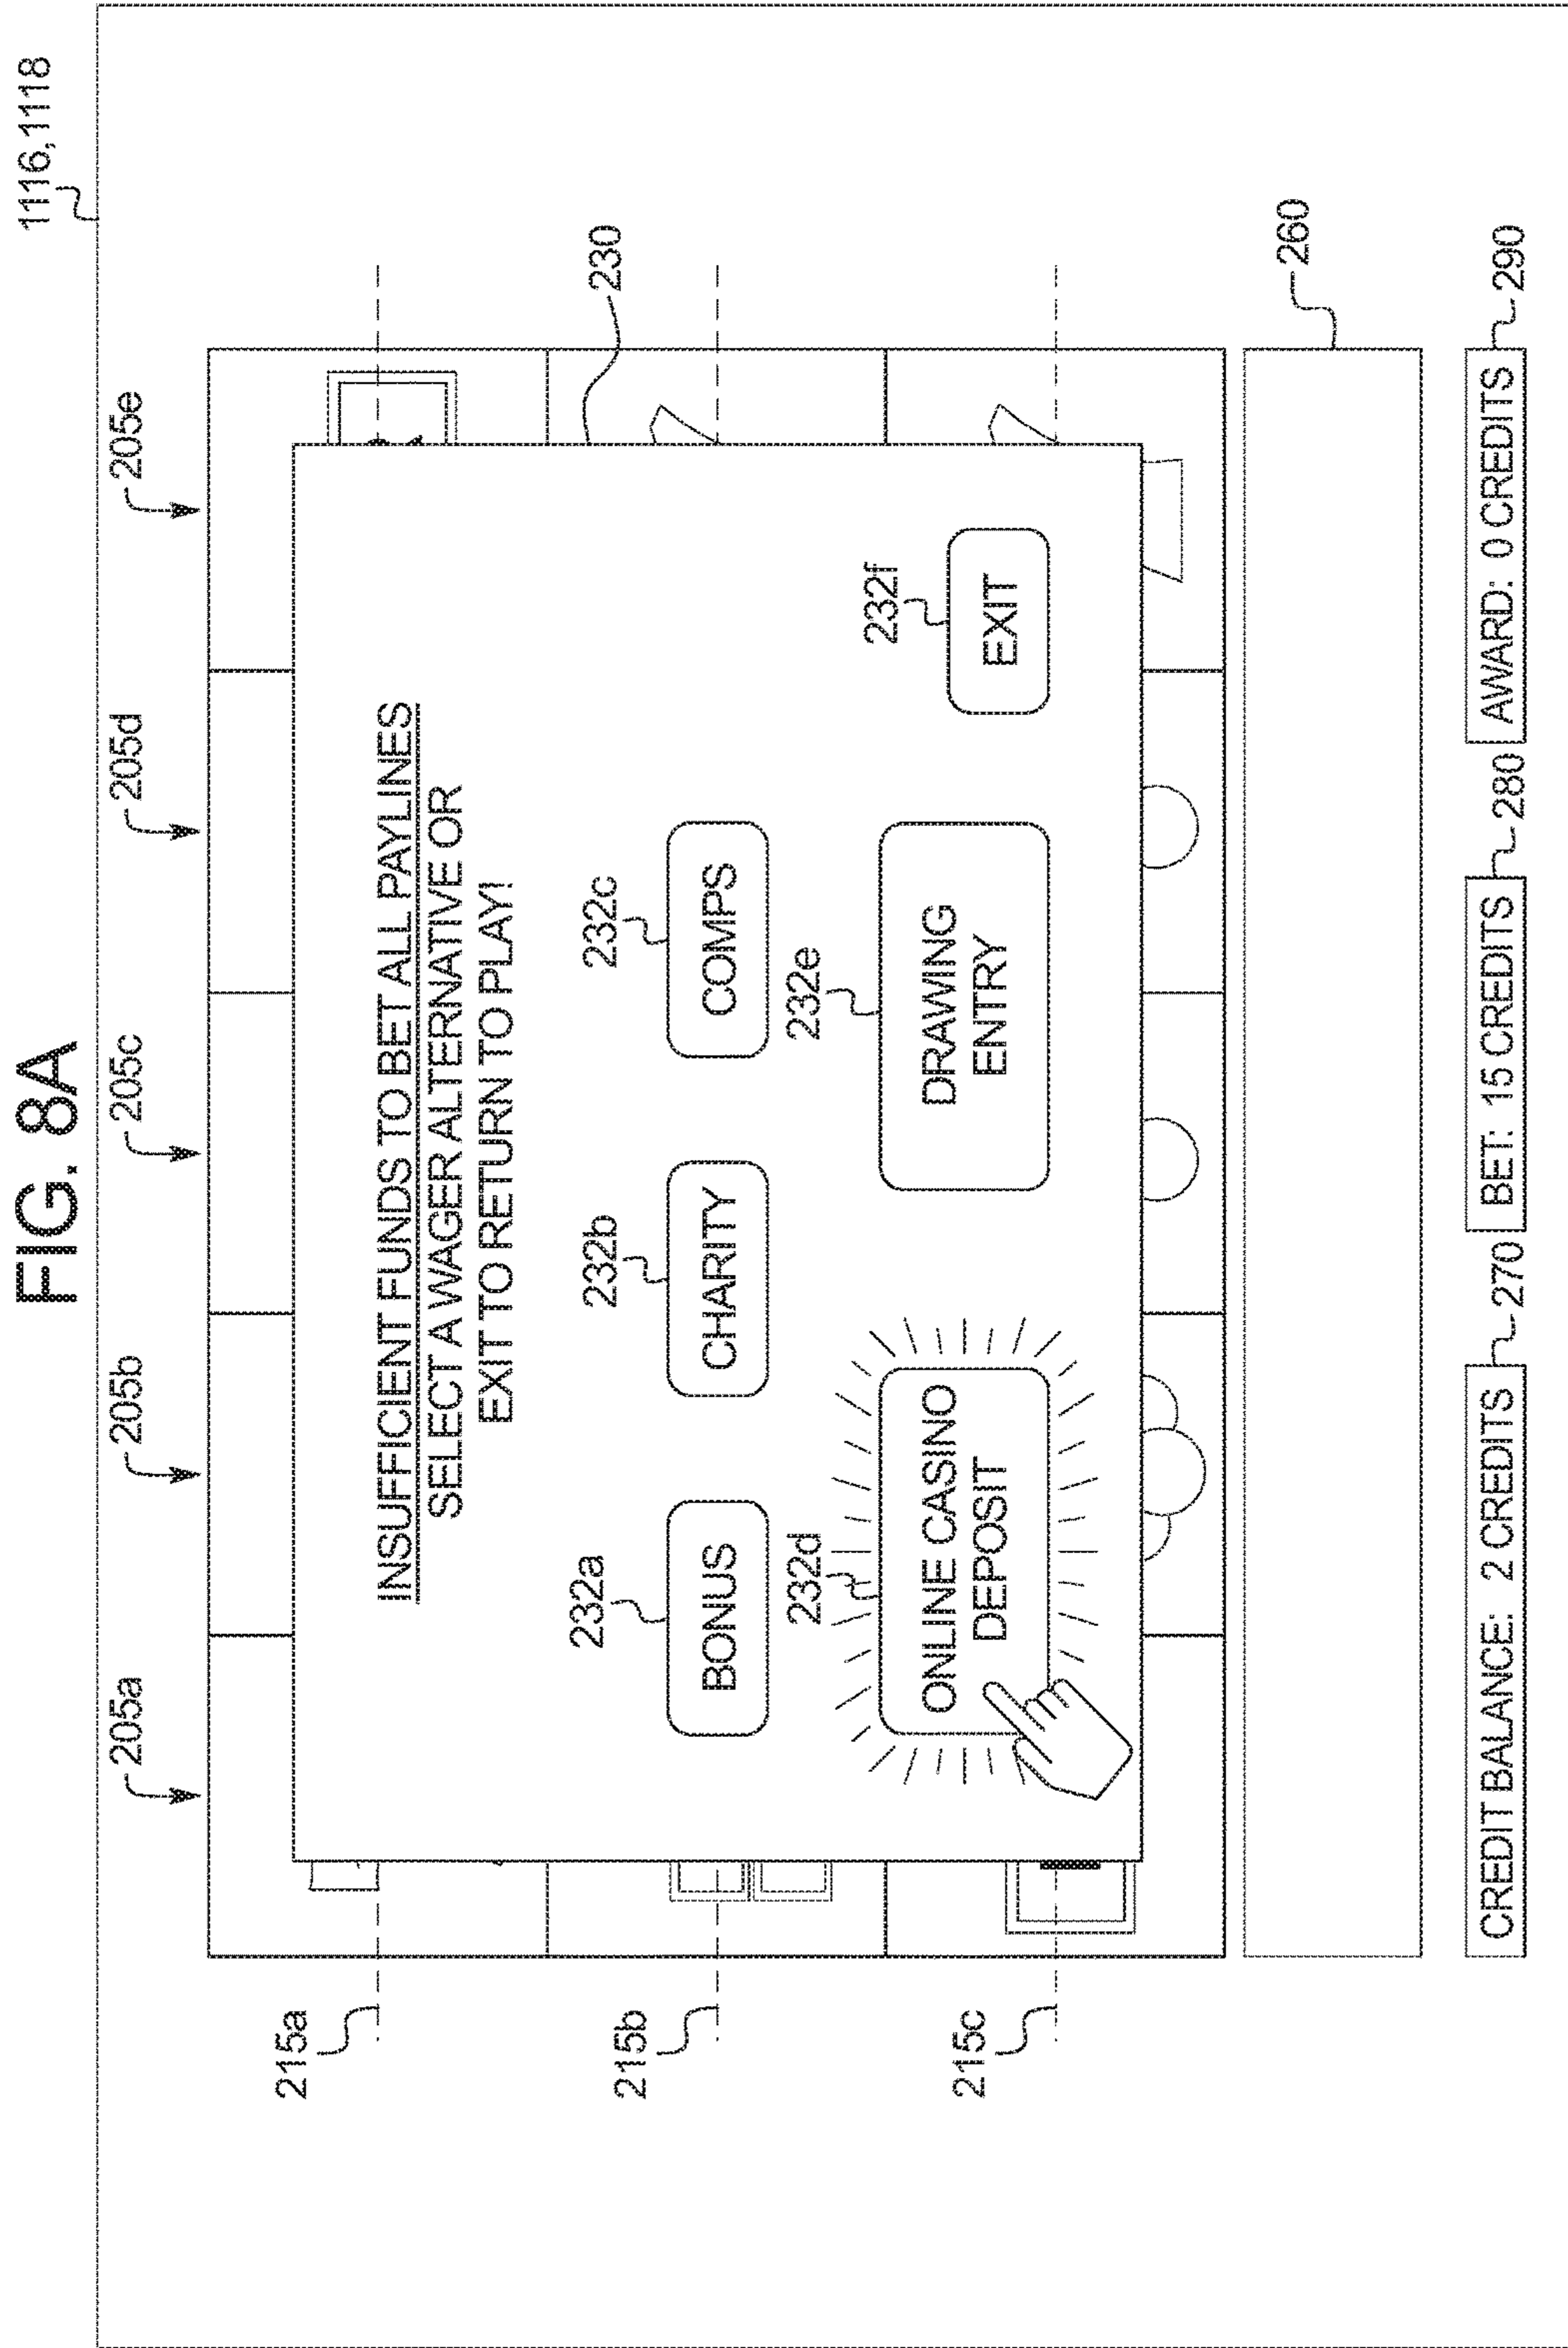 FIG. 8A
1116,1118
205a
205b
205c
205d
205e
215a
215b
215c
INSUFFICIENT FUNDS TO BET ALL PAYLINES
SELECT A WAGER ALTERNATIVE OR
EXIT TO RETURN TO PLAY!
230
232a
232b
232c
BONUS
CHARITY
COMPS
232d
232e
232f
ONLINE CASINO
DEPOSIT
DRAWING
ENTRY
EXIT
260
CREDIT BALANCE: 2 CREDITS
270
BET: 15 CREDITS
280
AWARD: 0 CREDITS
290